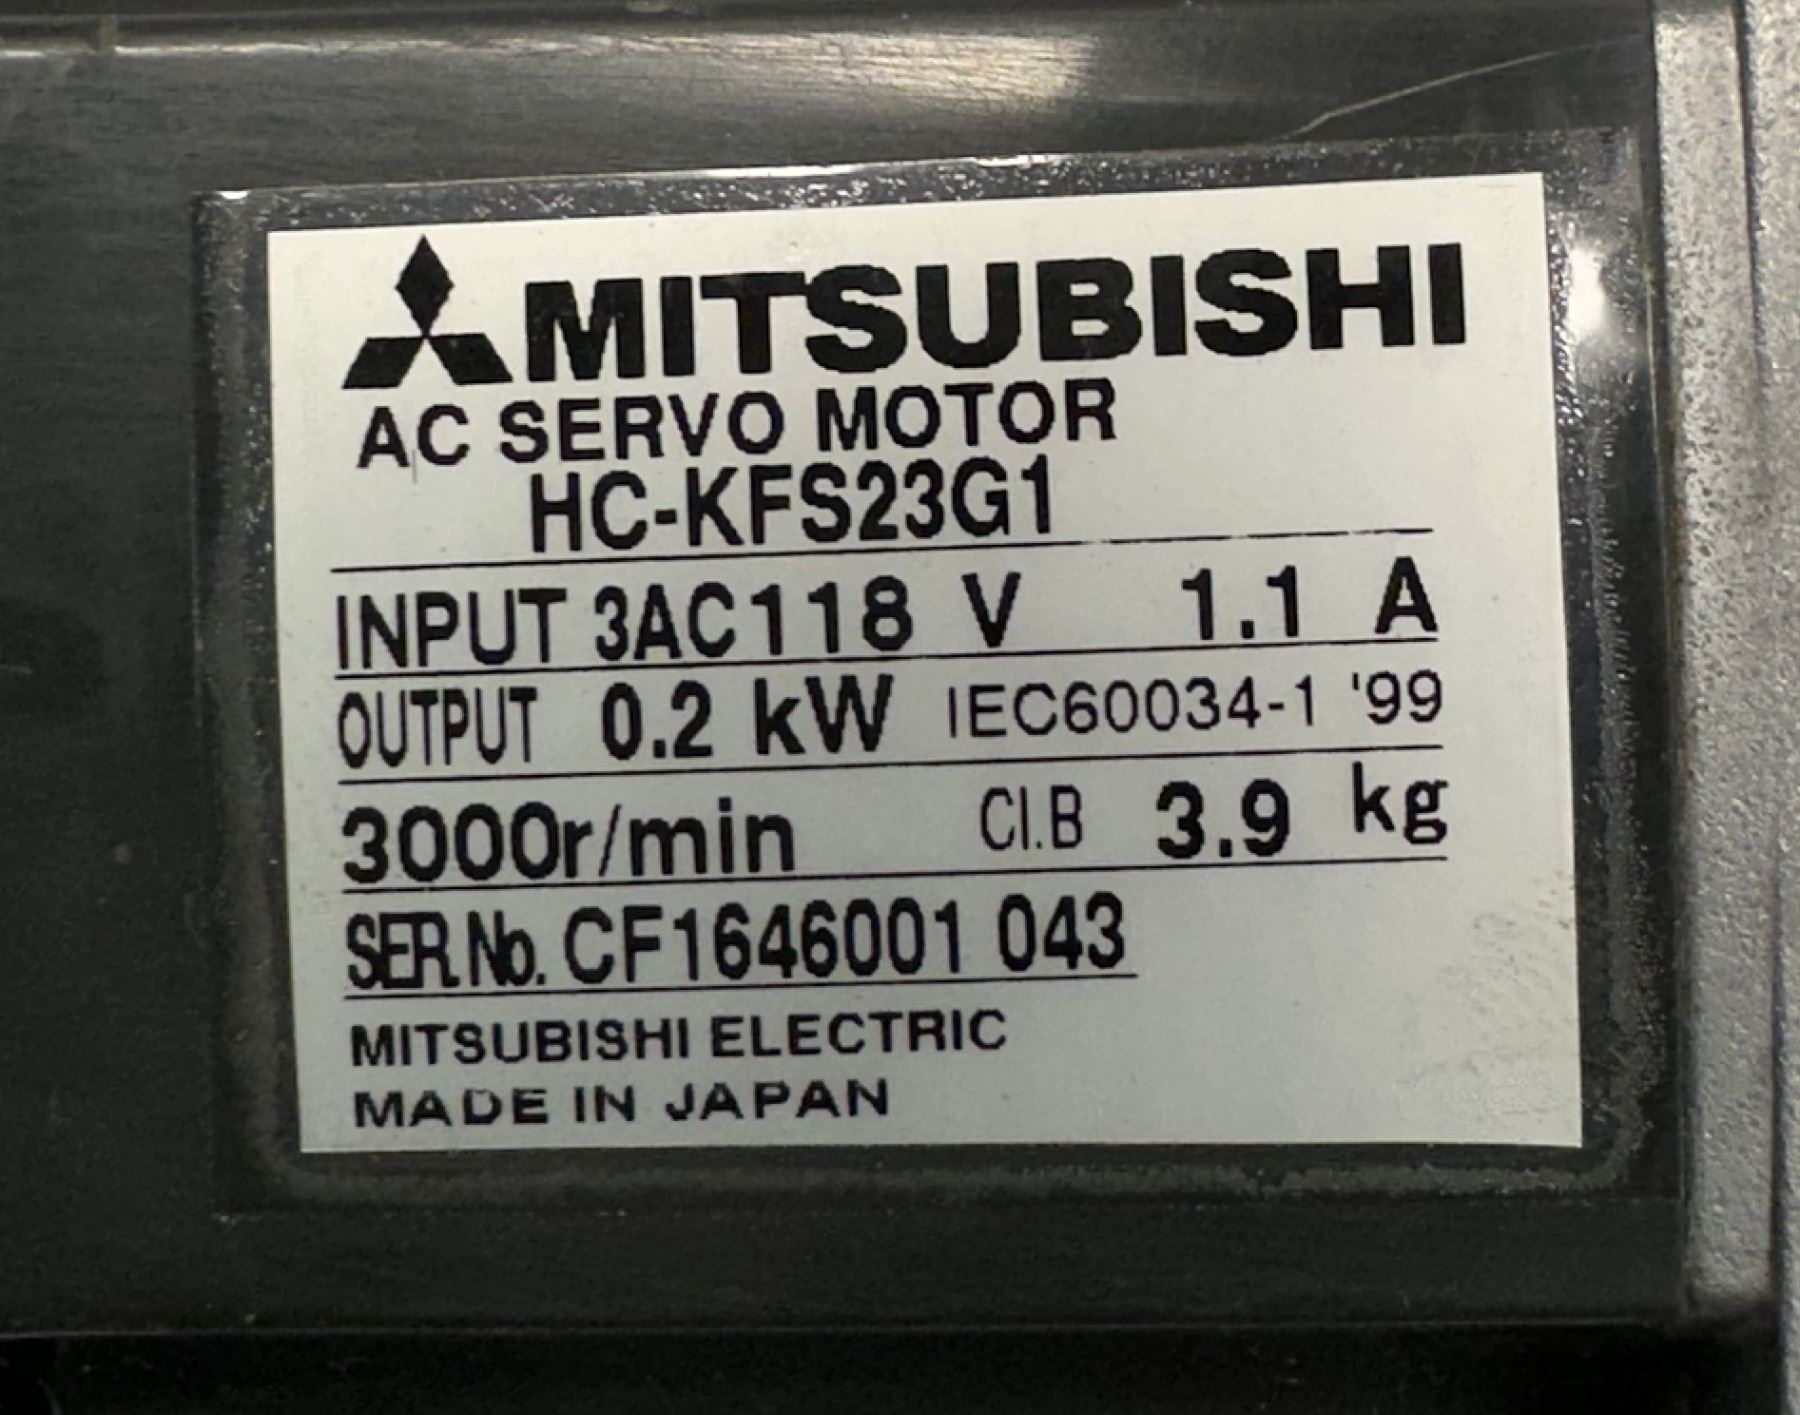 MITSUBISHI
AC SERVO MOTOR
HC-KFS23G1
INPUT 3AC118 V 1.1 A
OUTPUT 0.2 kW IEC60034-1 '99
3000r/min Cl.B 3.9 kg
SER.No. CF1646001 043
MITSUBISHI ELECTRIC
MADE IN JAPAN